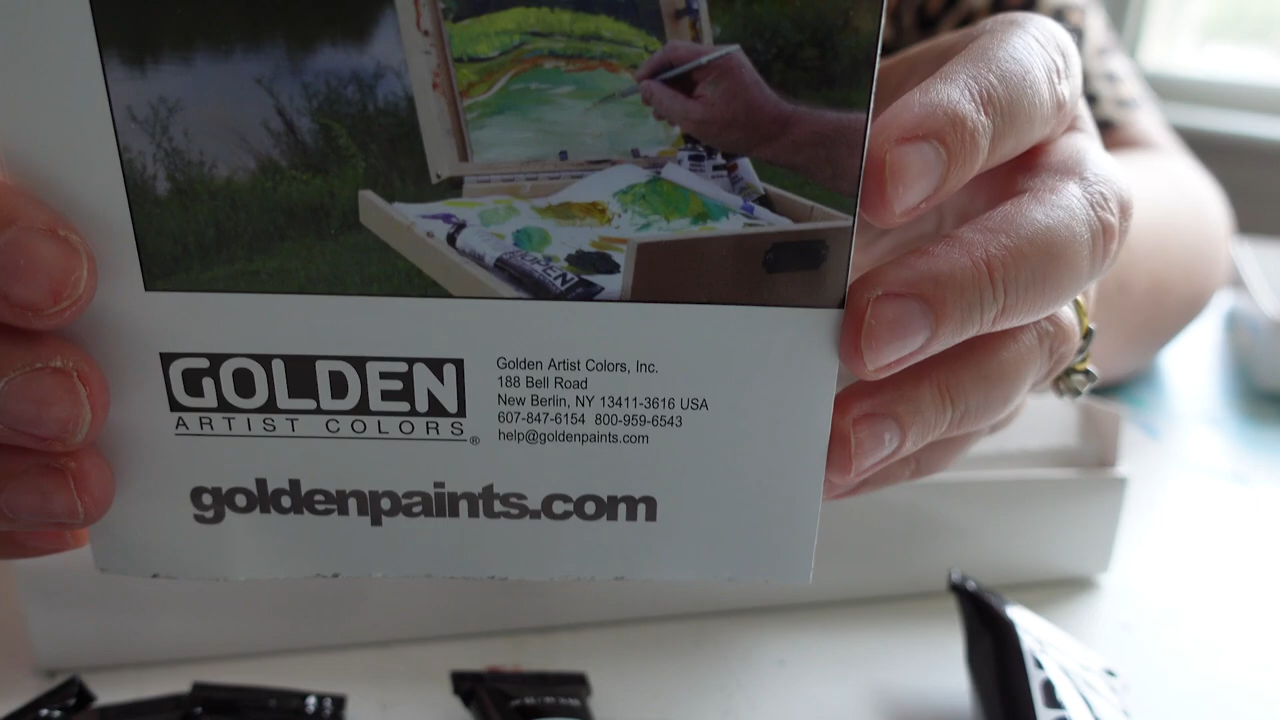 GOLDEN
GOLDEN
ARTIST COLORS®
Golden Artist Colors, Inc.
188 Bell Road
New Berlin, NY 13411-3616 USA
607-847-6154 800-959-6543
help@goldenpaints.com
goldenpaints.com